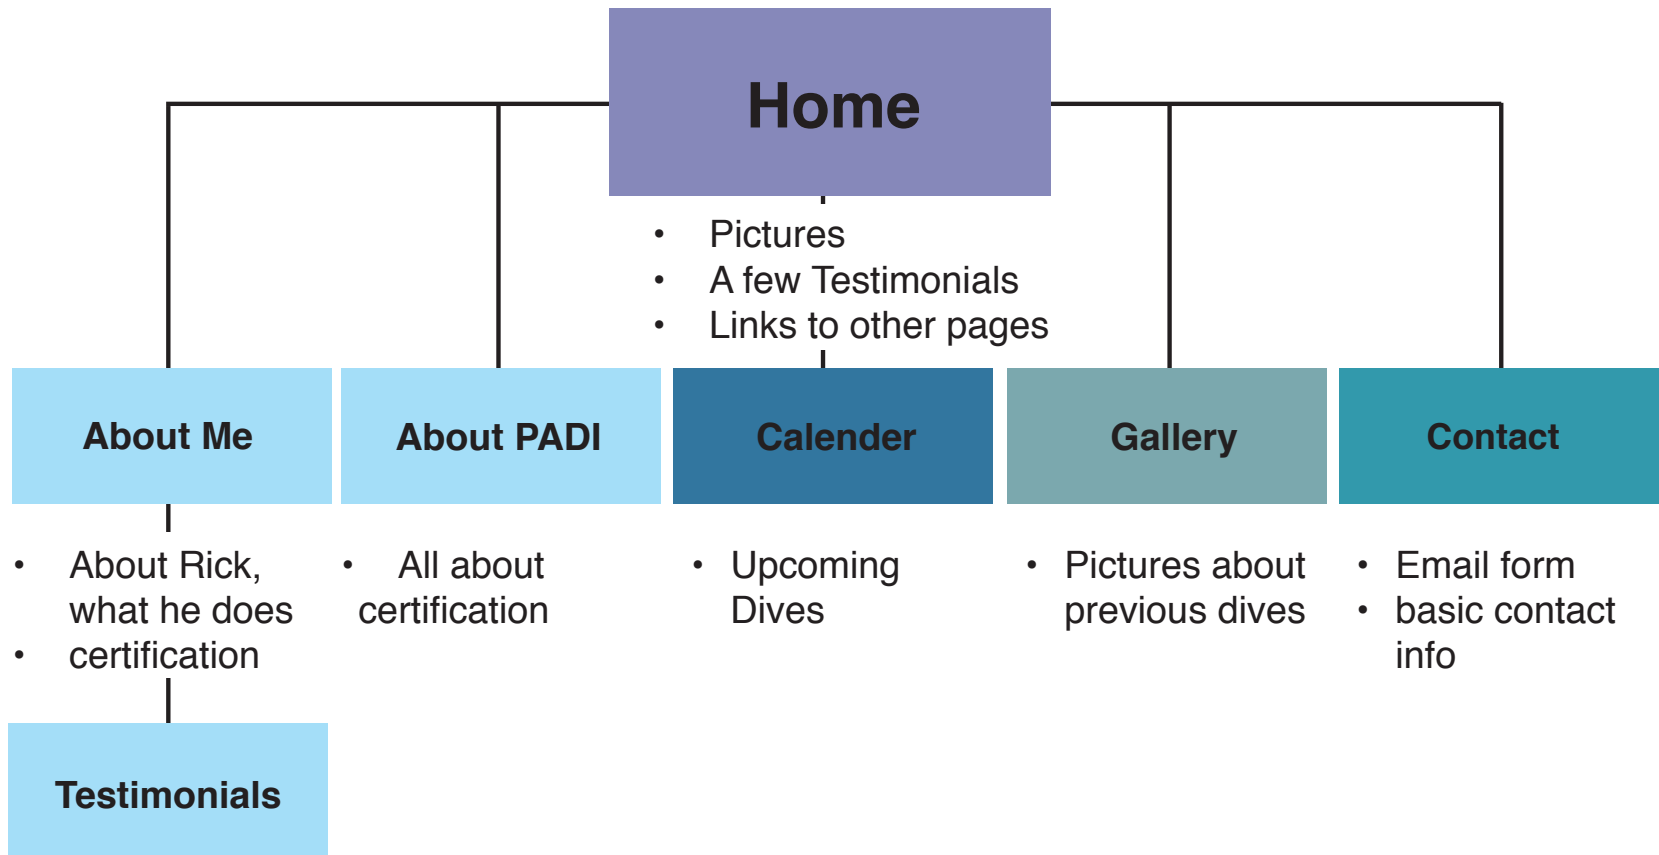 Home
• Pictures
• A few Testimonials
• Links to other pages
About Me
About PADI
Calender
Gallery
Contact
• About Rick,
what he does
• certification
• All about
certification
• Upcoming
Dives
• Pictures about
previous dives
• Email form
• basic contact
info
Testimonials